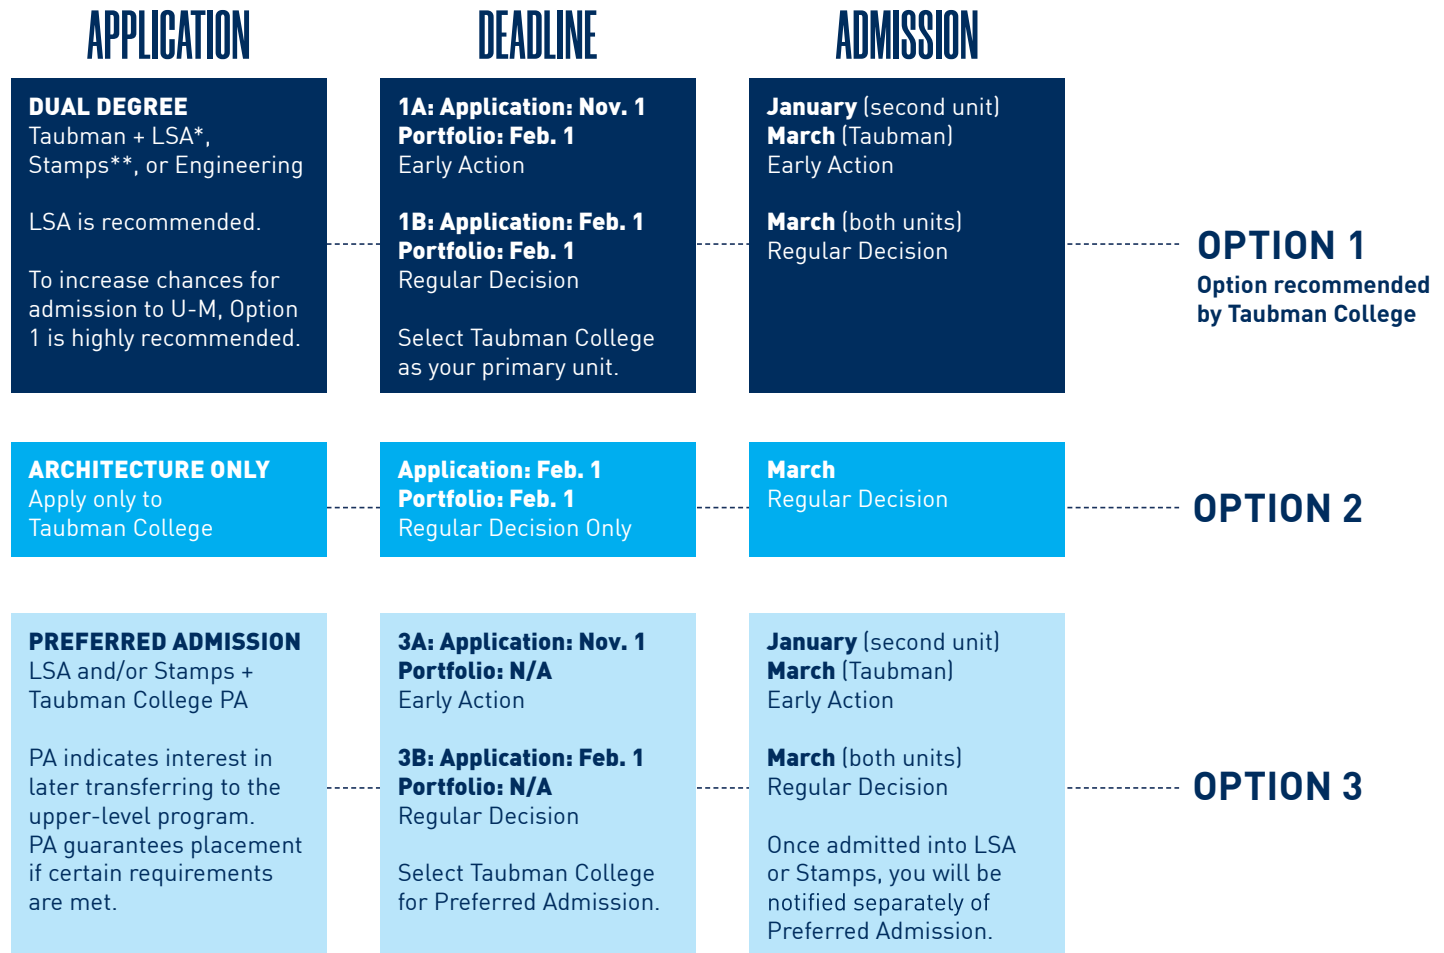 APPLICATION
DEADLINE
ADMISSION
DUAL DEGREE
Taubman + LSA*,
Stamps**, or Engineering
LSA is recommended.
To increase chances for
admission to U-M, Option
1 is highly recommended.
1A: Application: Nov. 1
Portfolio: Feb. 1
Early Action
1B: Application: Feb. 1
Portfolio: Feb. 1
Regular Decision
Select Taubman College
as your primary unit.
January (second unit)
March (Taubman)
Early Action
March (both units)
Regular Decision
OPTION 1
Option recommended
by Taubman College
ARCHITECTURE ONLY
Apply only to
Taubman College
Application: Feb. 1
Portfolio: Feb. 1
Regular Decision Only
March
Regular Decision
OPTION 2
PREFERRED ADMISSION
LSA and/or Stamps +
Taubman College PA
PA indicates interest in
later transferring to the
upper-level program.
PA guarantees placement
if certain requirements
are met.
3A: Application: Nov. 1
Portfolio: N/A
Early Action
3B: Application: Feb. 1
Portfolio: N/A
Regular Decision
Select Taubman College
for Preferred Admission.
January (second unit)
March (Taubman)
Early Action
March (both units)
Regular Decision
Once admitted into LSA
or Stamps, you will be
notified separately of
Preferred Admission.
OPTION 3